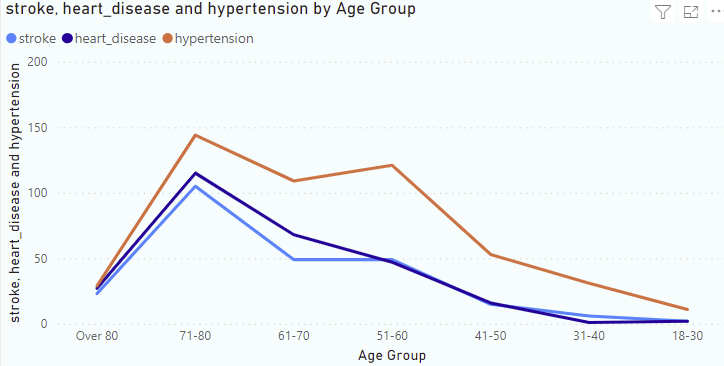 stroke, heart_disease and hypertension by Age Group
stroke heart_disease hypertension
stroke, heart_disease and hypertension
200
150
100
50
0
Over 80 71-80 61-70 51-60 41-50 31-40 18-30
Age Group